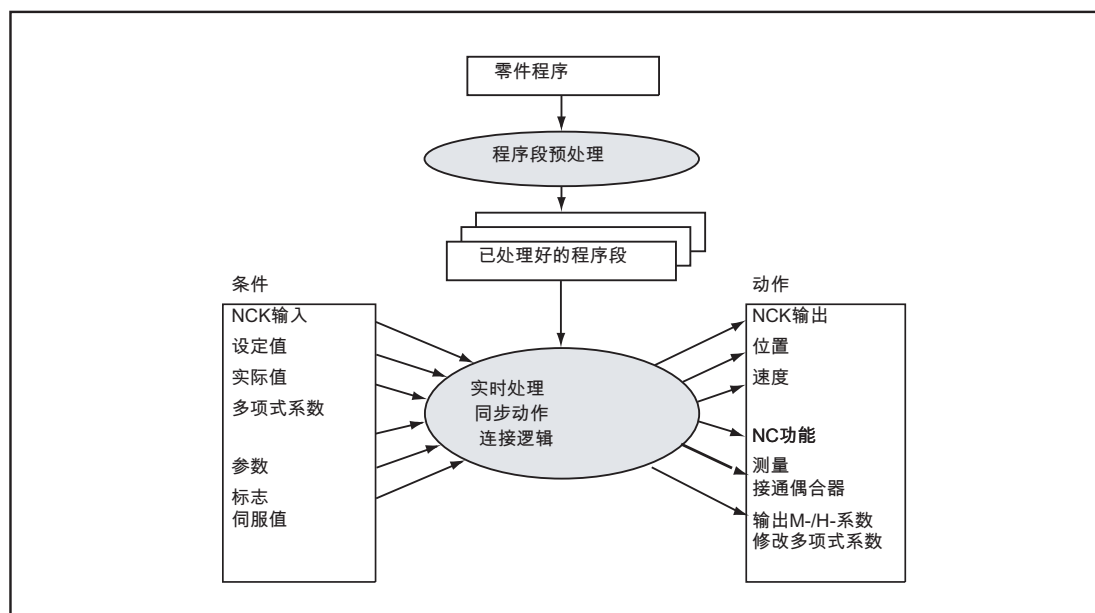 零件程序
程序段预处理
已处理好的程序段
条件
NCK输入
设定值
实际值
多项式系数
参数
标志
伺服值
实时处理
同步动作
连接逻辑
动作
NCK输出
位置
速度
NC功能
测量
接通偶合器
输出M-/H-系数
修改多项式系数